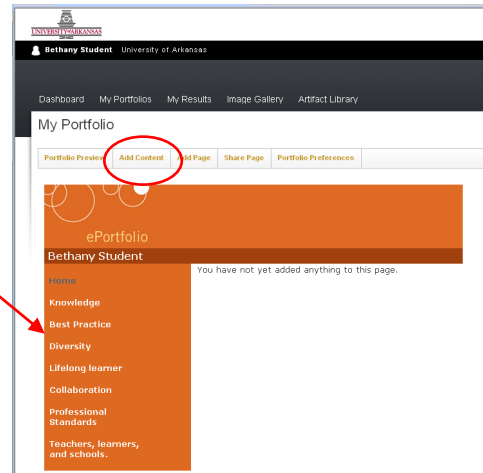 UNIVERSITY OF ARKANSAS
Bethany Student University of Arkansas
Dashboard My Portfolios My Results Image Gallery Artifact Library
My Portfolio
Portfolio Preview Add Content Add Page Share Page Portfolio Preferences
ePortfolio
Bethany Student
You have not yet added anything to this page.
Home
Knowledge
Best Practice
Diversity
Lifelong learner
Collaboration
Professional
Standards
Teachers, learners,
and schools.